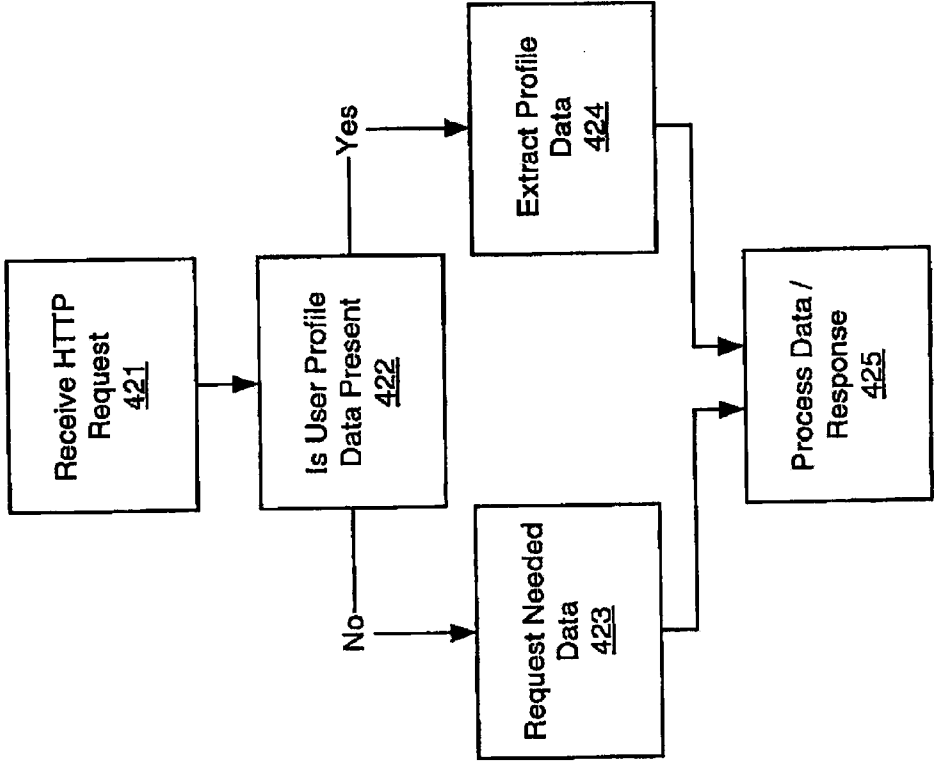 Receive HTTP
Request
421
Is User Profile
Data Present
422
No
Yes
Request Needed
Data
423
Extract Profile
Data
424
Process Data /
Response
425